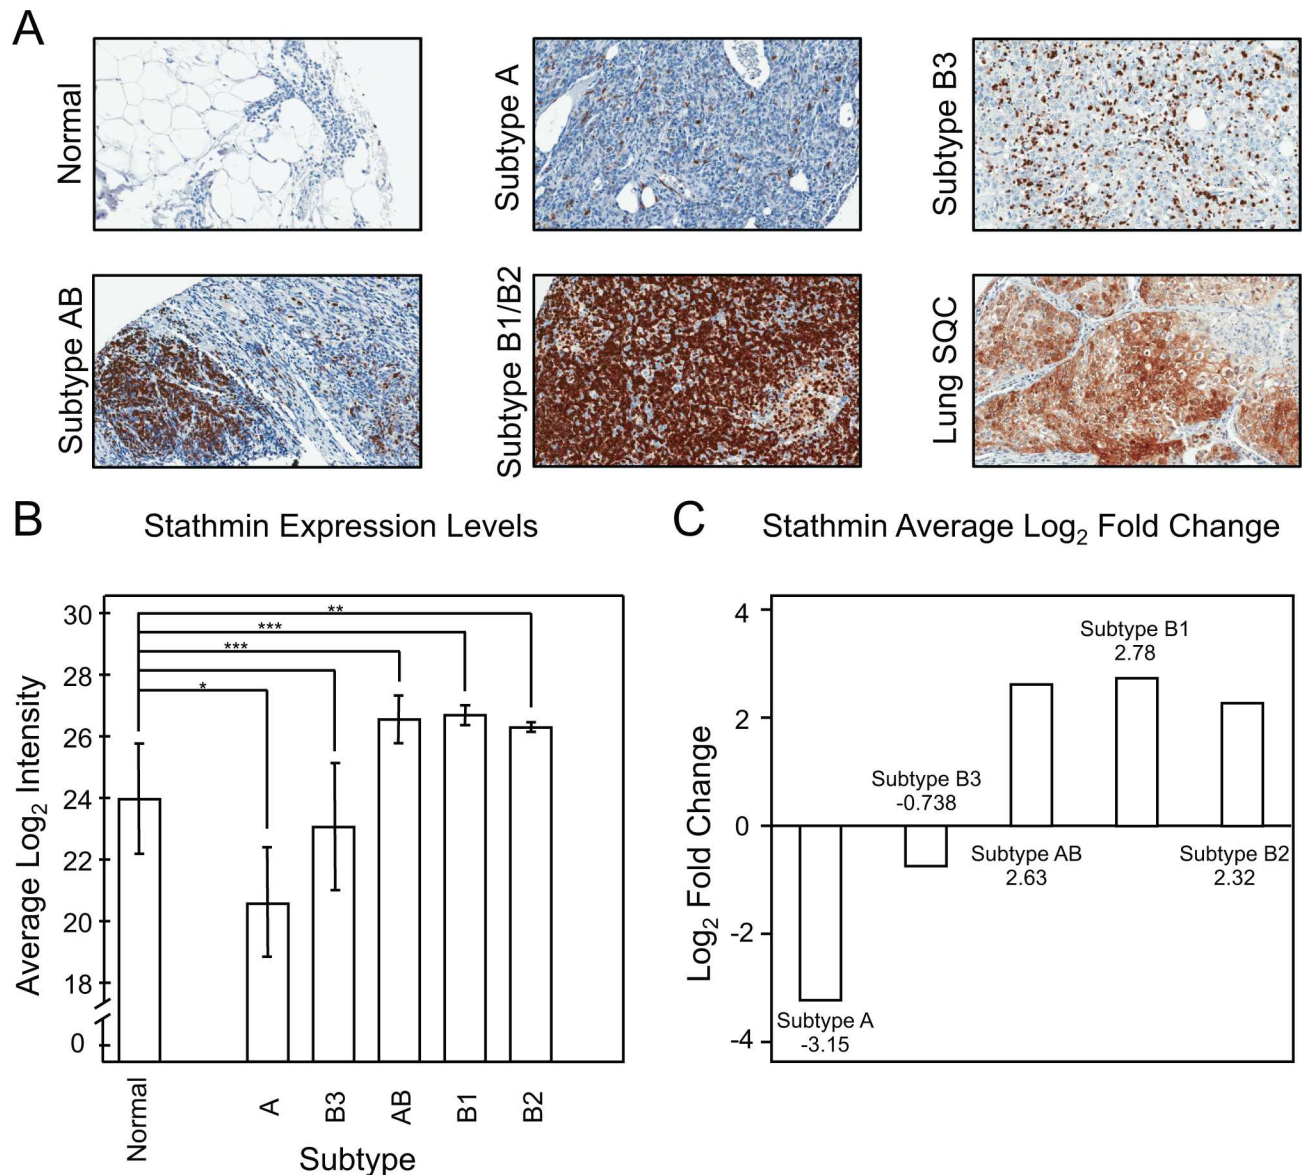 A
Normal
Subtype A
Subtype B3
Subtype AB
Subtype B1/B2
Lung SQC
B
Stathmin Expression Levels
Average Log₂ Intensity
30
28
26
24
22
20
18
0
**
***
***
*
Normal
A
B3
AB
B1
B2
Subtype
C
Stathmin Average Log₂ Fold Change
Log₂ Fold Change
4
2
0
-2
-4
Subtype B1
2.78
Subtype B3
-0.738
Subtype AB
2.63
Subtype B2
2.32
Subtype A
-3.15